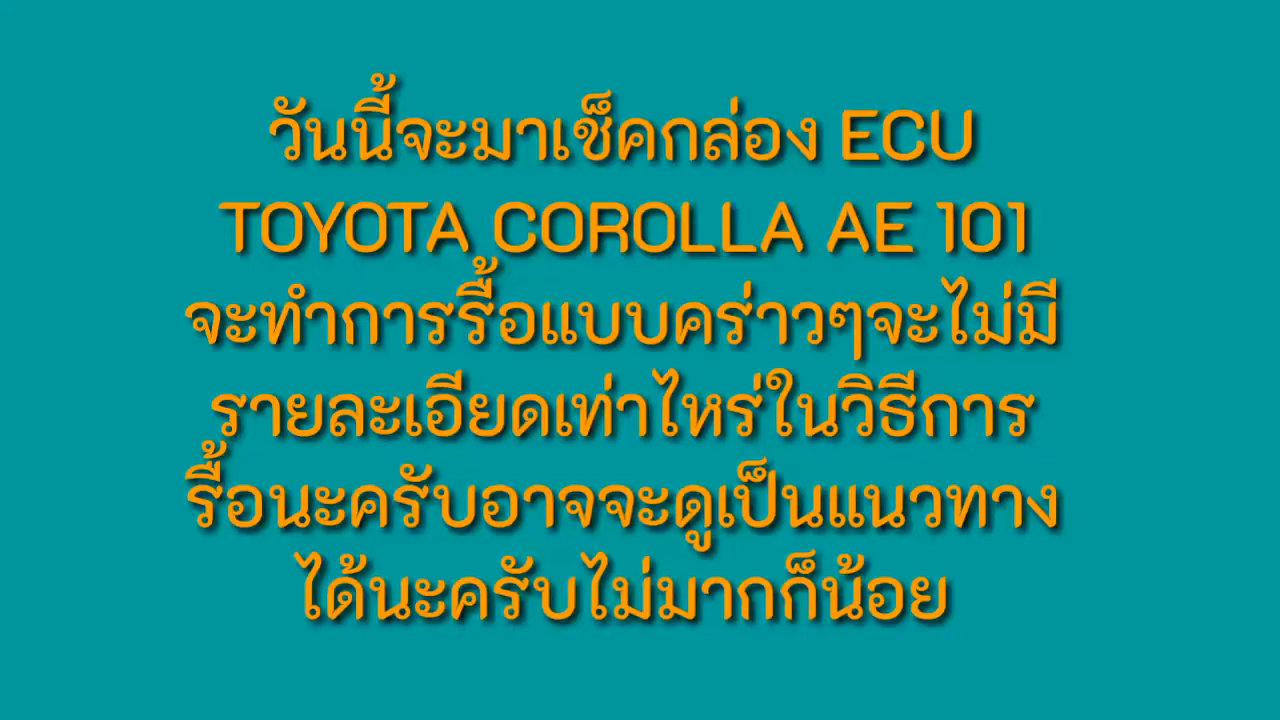 วันนี้จะมาเช็คกล่อง ECU
TOYOTA COROLLA AE 101
จะทำการรื้อแบบคร่าวๆจะไม่มี
รายละเอียดเท่าไหร่ในวิธีการ
รื้อนะครับอาจจะดูเป็นแนวทาง
ได้นะครับไม่มากก็น้อย